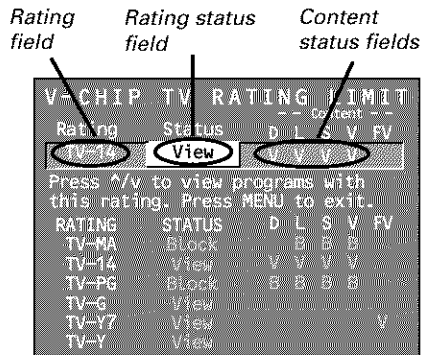 Rating field
Rating status field
Content status fields
V-CHIP TV RATING LIMIT
-- Content --
Rating Status D L S V FV
TV-14 View V V V V
Press ^/v to view programs with
this rating. Press MENU to exit.
RATING STATUS D L S V FV
TV-MA Block B B B
TV-14 View V V V V
TV-PG Block B B B B
TV-G View
TV-Y7 View V
TV-Y View